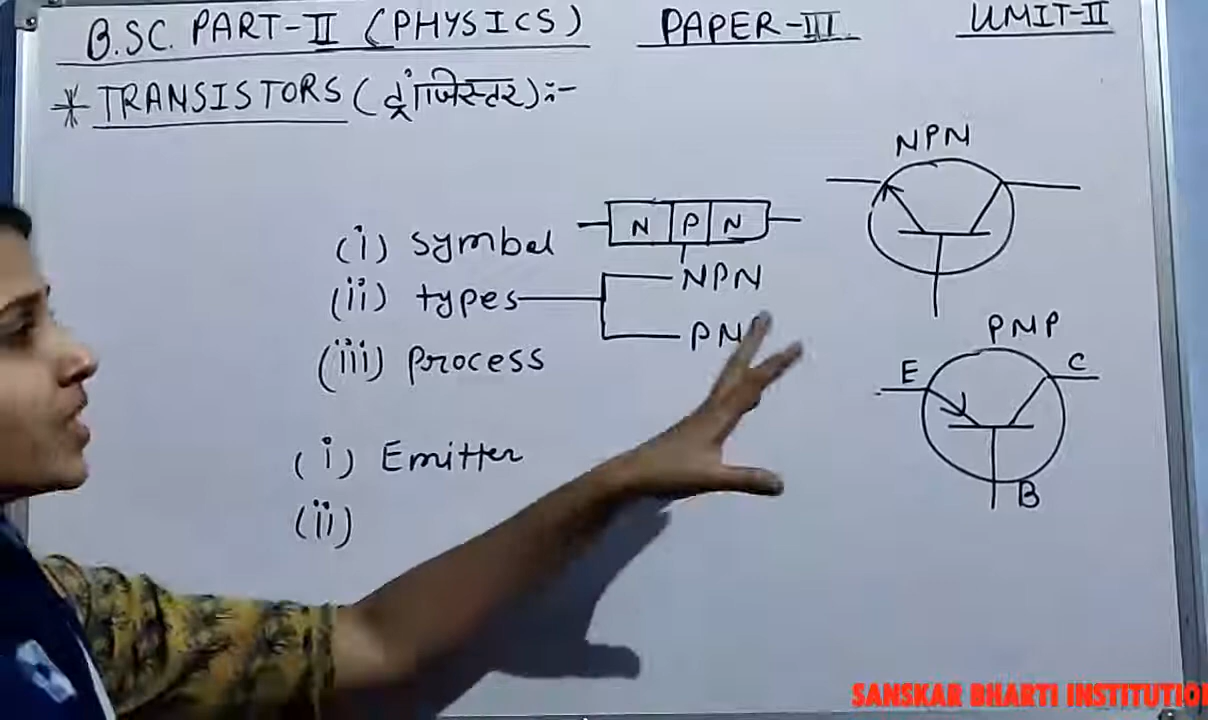 B.SC. PART-II (PHYSICS) PAPER-III UNIT-II
* TRANSISTORS (ट्रांजिस्टर):-
NPN
(i) symbol
N P N
(ii) types
NPN
PN
(iii) Process
PNP
E C
B
(i) Emitter
(ii)
SANSKAR BHARTI INSTITUTIO